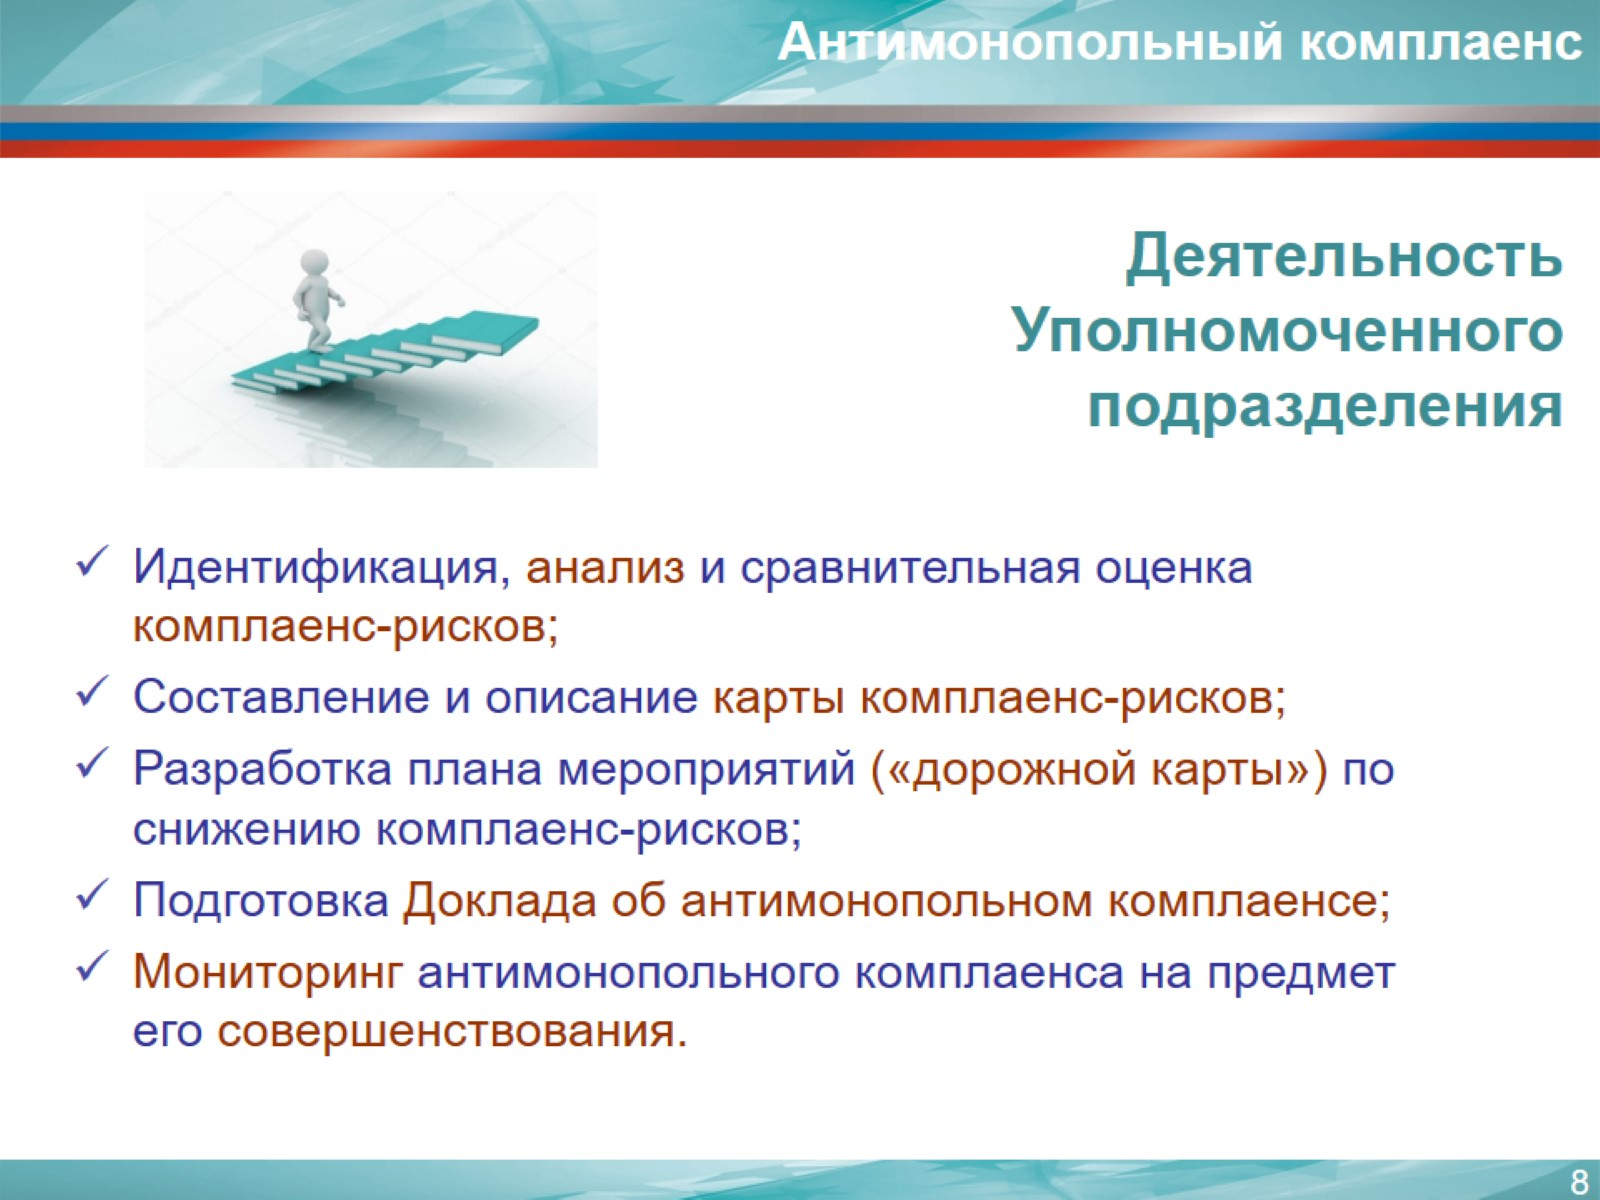 Антимонопольный комплаенс
Деятельность
Уполномоченного
подразделения
Идентификация, анализ и сравнительная оценка
комплаенс-рисков;
Составление и описание карты комплаенс-рисков;
Разработка плана мероприятий («дорожной карты») по
снижению комплаенс-рисков;
Подготовка Доклада об антимонопольном комплаенсе;
Мониторинг антимонопольного комплаенса на предмет
его совершенствования.
8